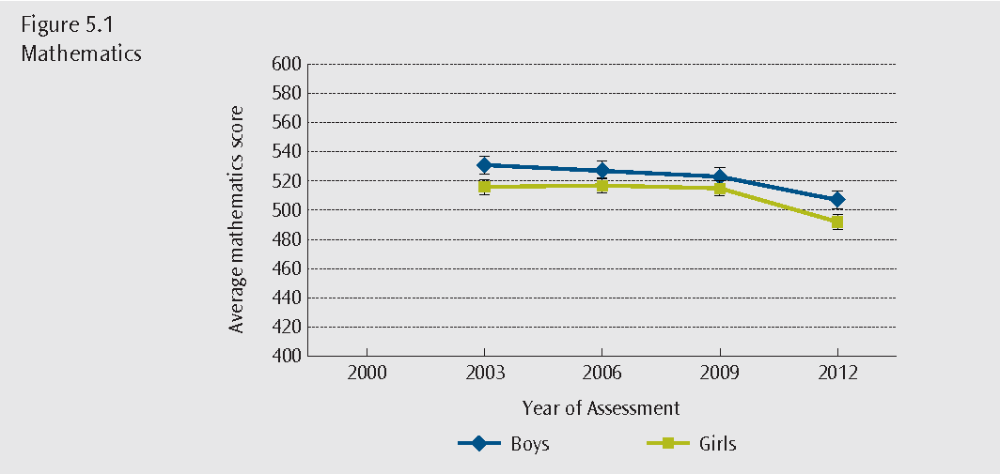 Figure 5.1
Mathematics
600
580
560
540
520
500
480
460
440
420
400
Average mathematics score
2000 2003 2006 2009 2012
Year of Assessment
Boys Girls